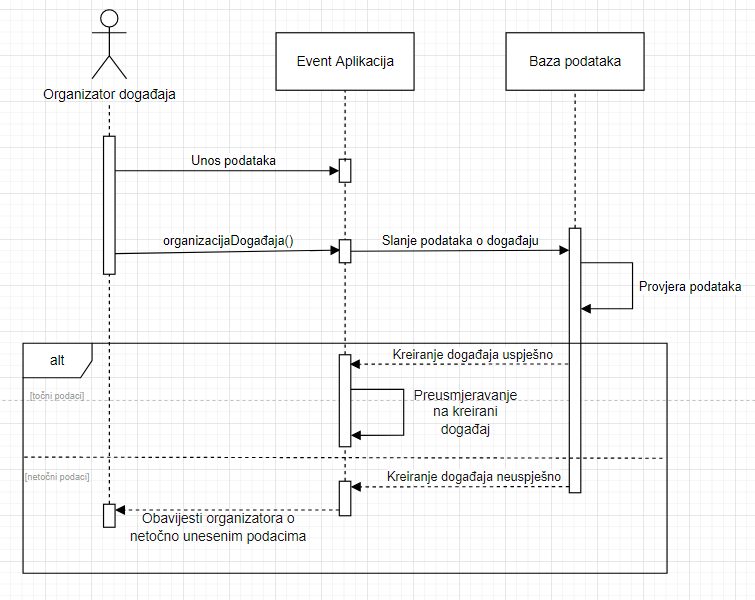 Organizator događaja
Event Aplikacija
Baza podataka
Unos podataka
organizacijaDogađaja()
Slanje podataka o događaju
Provjera podataka
alt
Kreiranje događaja uspješno
[točni podaci]
Preusmjeravanje
na kreirani
događaj
[netočni podaci]
Kreiranje događaja neuspješno
Obavijesti organizatora o
netočno unesenim podacima